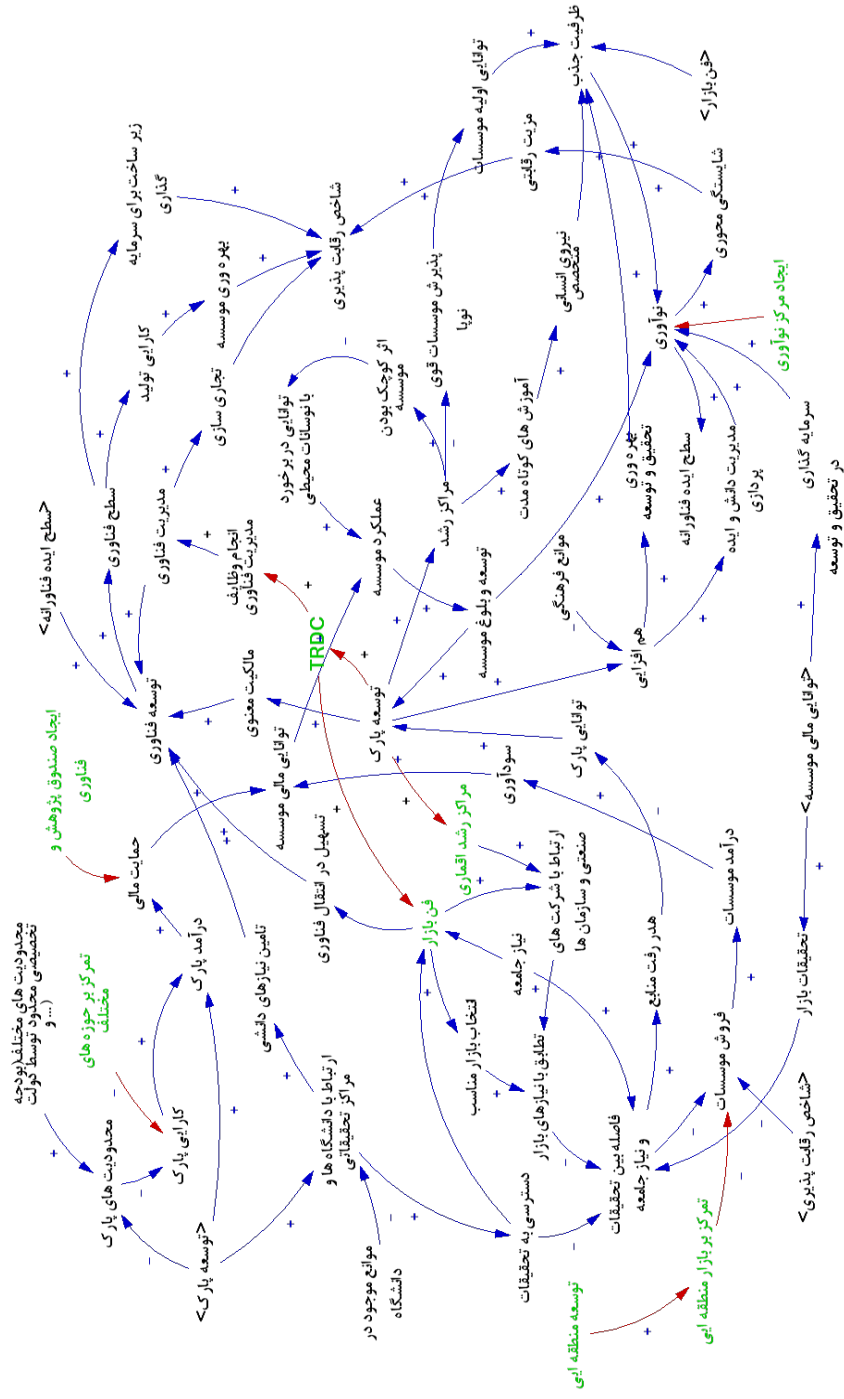 محدودیت های مختلف(بودجه
تخصیصی محدود توسط دولت
و ...)
محدودیت های پارک
تمرکز بر حوزه های
مختلف
کارایی پارک
<توسعه پارک>
ایجاد صندوق پژوهش و
فناوری
حمایت مالی
درآمد پارک
<سطح ایده فناورانه>
زیر ساخت برای سرمایه
گذاری
سطح فناوری
کارایی تولید
توسعه فناوری
مدیریت فناوری
بهره وری موسسه
تجاری سازی
تامین نیازهای دانشی
ارتباط با دانشگاه ها و
مراکز تحقیقاتی
موانع موجود در
دانشگاه
انجام وظایف
مدیریت فناوری
مالکیت معنوی
توانایی مالی موسسه
تسهیل در انتقال فناوری
TRDC
شاخص رقابت پذیری
توانایی در برخورد
با نوسانات محیطی
اثر کوچک بودن
موسسه
عملکرد موسسه
توسعه پارک
فن بازار
مراکز رشد اقماری
مراکز رشد
پذیرش موسسات قوی
نوپا
توانایی اولیه موسسات
توسعه و بلوغ موسسه
سودآوری
انتخاب بازار مناسب
نیاز جامعه
ارتباط با شرکت های
صنعتی و سازمان ها
تطابق با نیازهای بازار
دسترسی به تحقیقات
آموزش های کوتاه مدت
مزیت رقابتی
نیروی انسانی
متخصص
ظرفیت جذب
موانع فرهنگی
توانایی پارک
توسعه منطقه ایی
فاصله بین تحقیقات
و نیاز جامعه
هم افزایی
بهره وری
تحقیق و توسعه
هدر رفت منابع
نوآوری
سطح ایده فناورانه
<فن بازار>
شایستگی محوری
مدیریت دانش و ایده
پردازی
درآمد موسسات
فروش موسسات
تمرکز بر بازار منطقه ایی
ایجاد مرکز نوآوری
سرمایه گذاری
در تحقیق و توسعه
<توانایی مالی موسسه>
تحقیقات بازار
<شاخص رقابت پذیری>